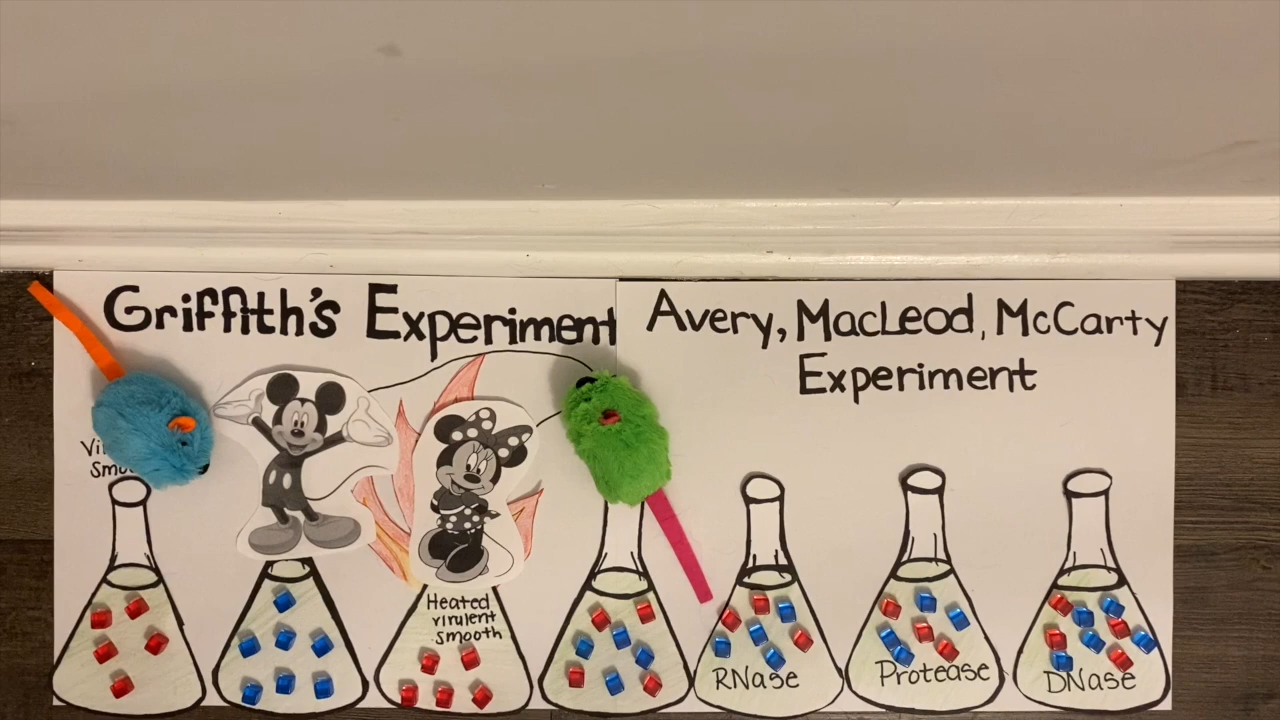 Griffith's Experiment
Avery, MacLeod, McCarty
Experiment
Heated
virulent
smooth
RNase
Protease
DNase